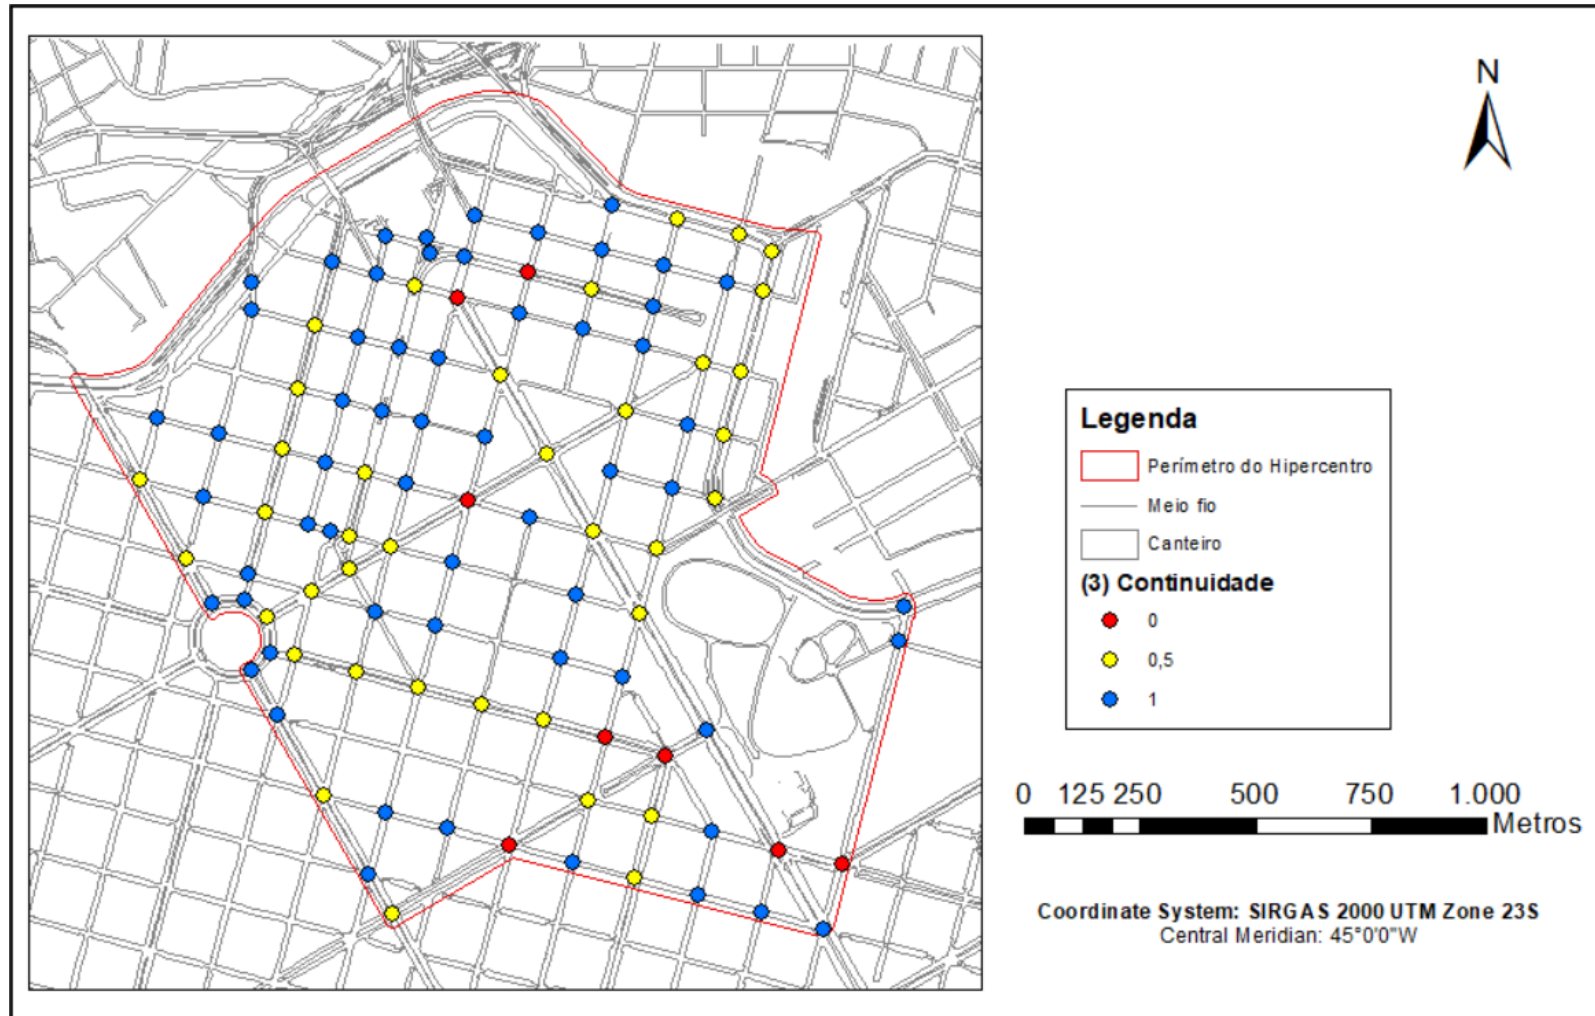 N
Legenda
Perímetro do Hipercentro
Meio fio
Canteiro
(3) Continuidade
0
0,5
1
0 125 250 500 750 1.000
Metros
Coordinate System: SIRGAS 2000 UTM Zone 23S
Central Meridian: 45°0'0"W